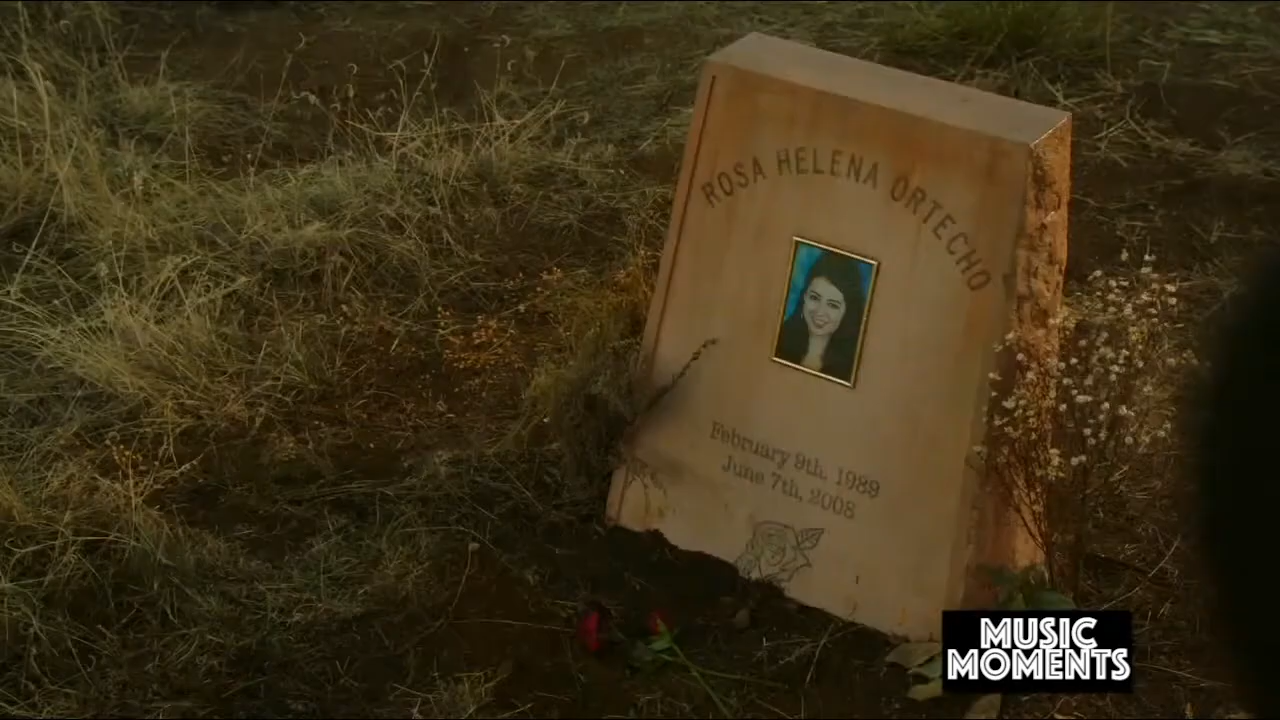 ROSA HELENA ORTECHO
February 9th, 1989
June 7th, 2008
MUSIC
MOMENTS